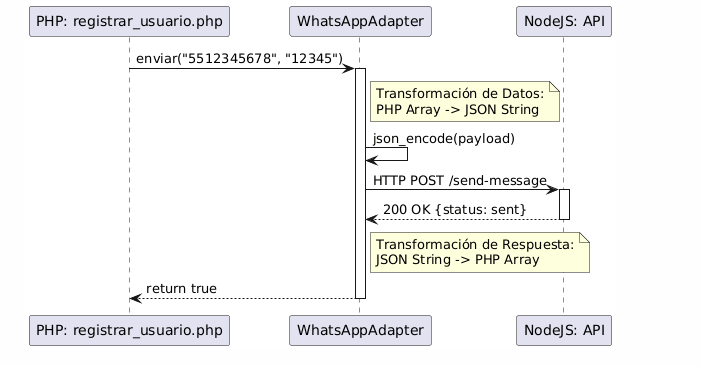 PHP: registrar_usuario.php
WhatsAppAdapter
NodeJS: API
enviar("5512345678", "12345")
Transformación de Datos:
PHP Array -> JSON String
json_encode(payload)
HTTP POST /send-message
200 OK {status: sent}
Transformación de Respuesta:
JSON String -> PHP Array
return true
PHP: registrar_usuario.php
WhatsAppAdapter
NodeJS: API